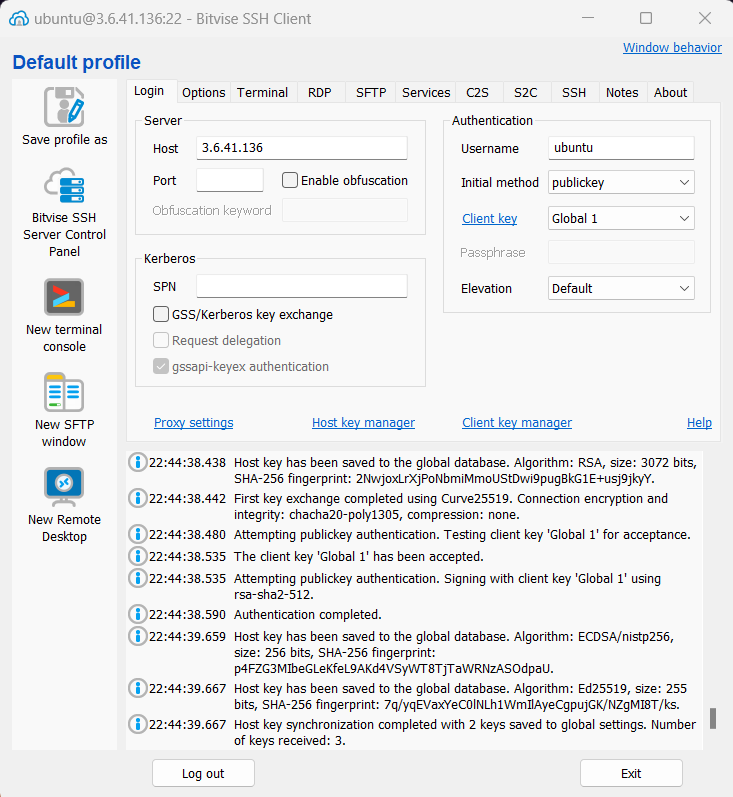 ubuntu@3.6.41.136:22 - Bitvise SSH Client
Window behavior
Default profile
Save profile as
Bitvise SSH
Server Control
Panel
New terminal
console
New SFTP
window
New Remote
Desktop
Login Options Terminal RDP SFTP Services C2S S2C SSH Notes About
Server
Host 3.6.41.136
Port Enable obfuscation
Obfuscation keyword
Kerberos
SPN
GSS/Kerberos key exchange
Request delegation
gssapi-keyex authentication
Authentication
Username ubuntu
Initial method publickey
Client key Global 1
Passphrase
Elevation Default
Proxy settings Host key manager Client key manager Help
22:44:38.438 Host key has been saved to the global database. Algorithm: RSA, size: 3072 bits,
SHA-256 fingerprint: 2NwjoxLrXjPoNbmiMmoUStDwi9pugBkG1E+usj9jkyY.
22:44:38.442 First key exchange completed using Curve25519. Connection encryption and
integrity: chacha20-poly1305, compression: none.
22:44:38.480 Attempting publickey authentication. Testing client key 'Global 1' for acceptance.
22:44:38.535 The client key 'Global 1' has been accepted.
22:44:38.535 Attempting publickey authentication. Signing with client key 'Global 1' using
rsa-sha2-512.
22:44:38.590 Authentication completed.
22:44:39.659 Host key has been saved to the global database. Algorithm: ECDSA/nistp256,
size: 256 bits, SHA-256 fingerprint:
p4FZG3MIbeGLeKfeL9AKd4VSyWT8TjTaWRNzASOdpaU.
22:44:39.667 Host key has been saved to the global database. Algorithm: Ed25519, size: 255
bits, SHA-256 fingerprint: 7q/yqEVaxYeC0lNLh1WmIlAyeCgpujGK/NZgMI8T/ks.
22:44:39.667 Host key synchronization completed with 2 keys saved to global settings. Number
of keys received: 3.
Log out Exit